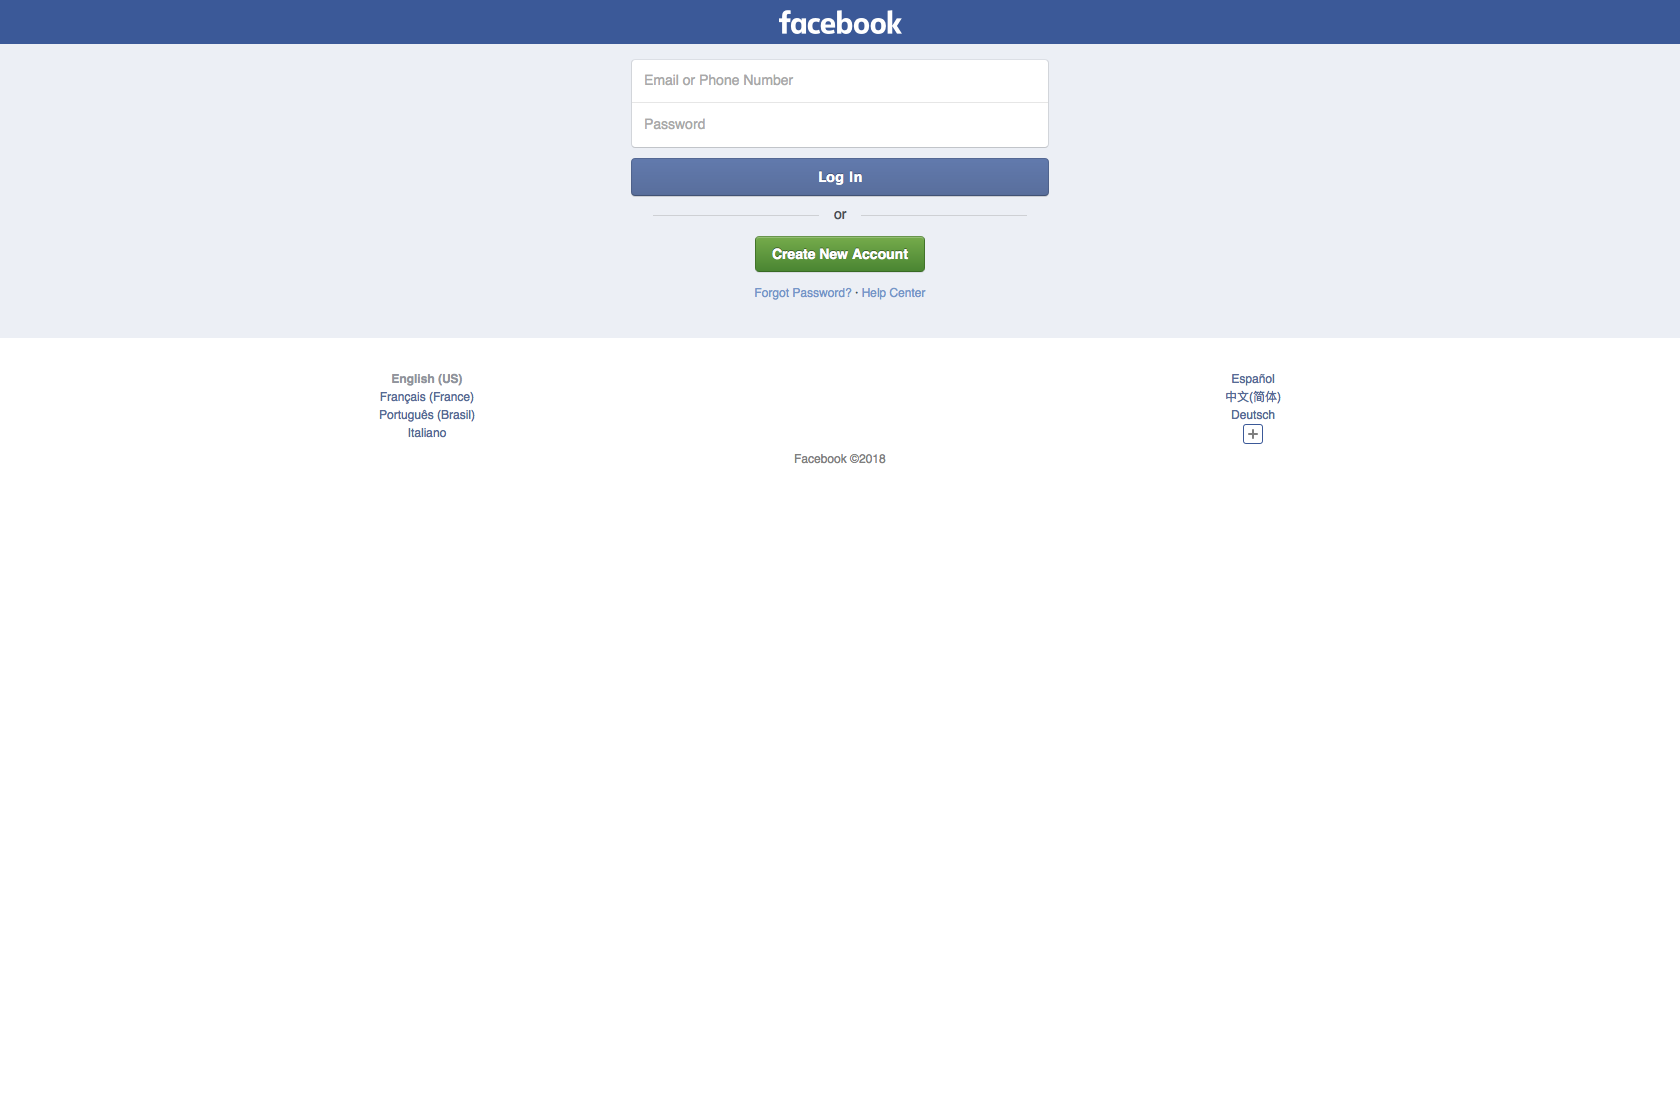 facebook
Email or Phone Number
Password
Log In
or
Create New Account
Forgot Password? · Help Center
English (US)
Français (France)
Português (Brasil)
Italiano
Español
中文(简体)
Deutsch
Facebook ©2018